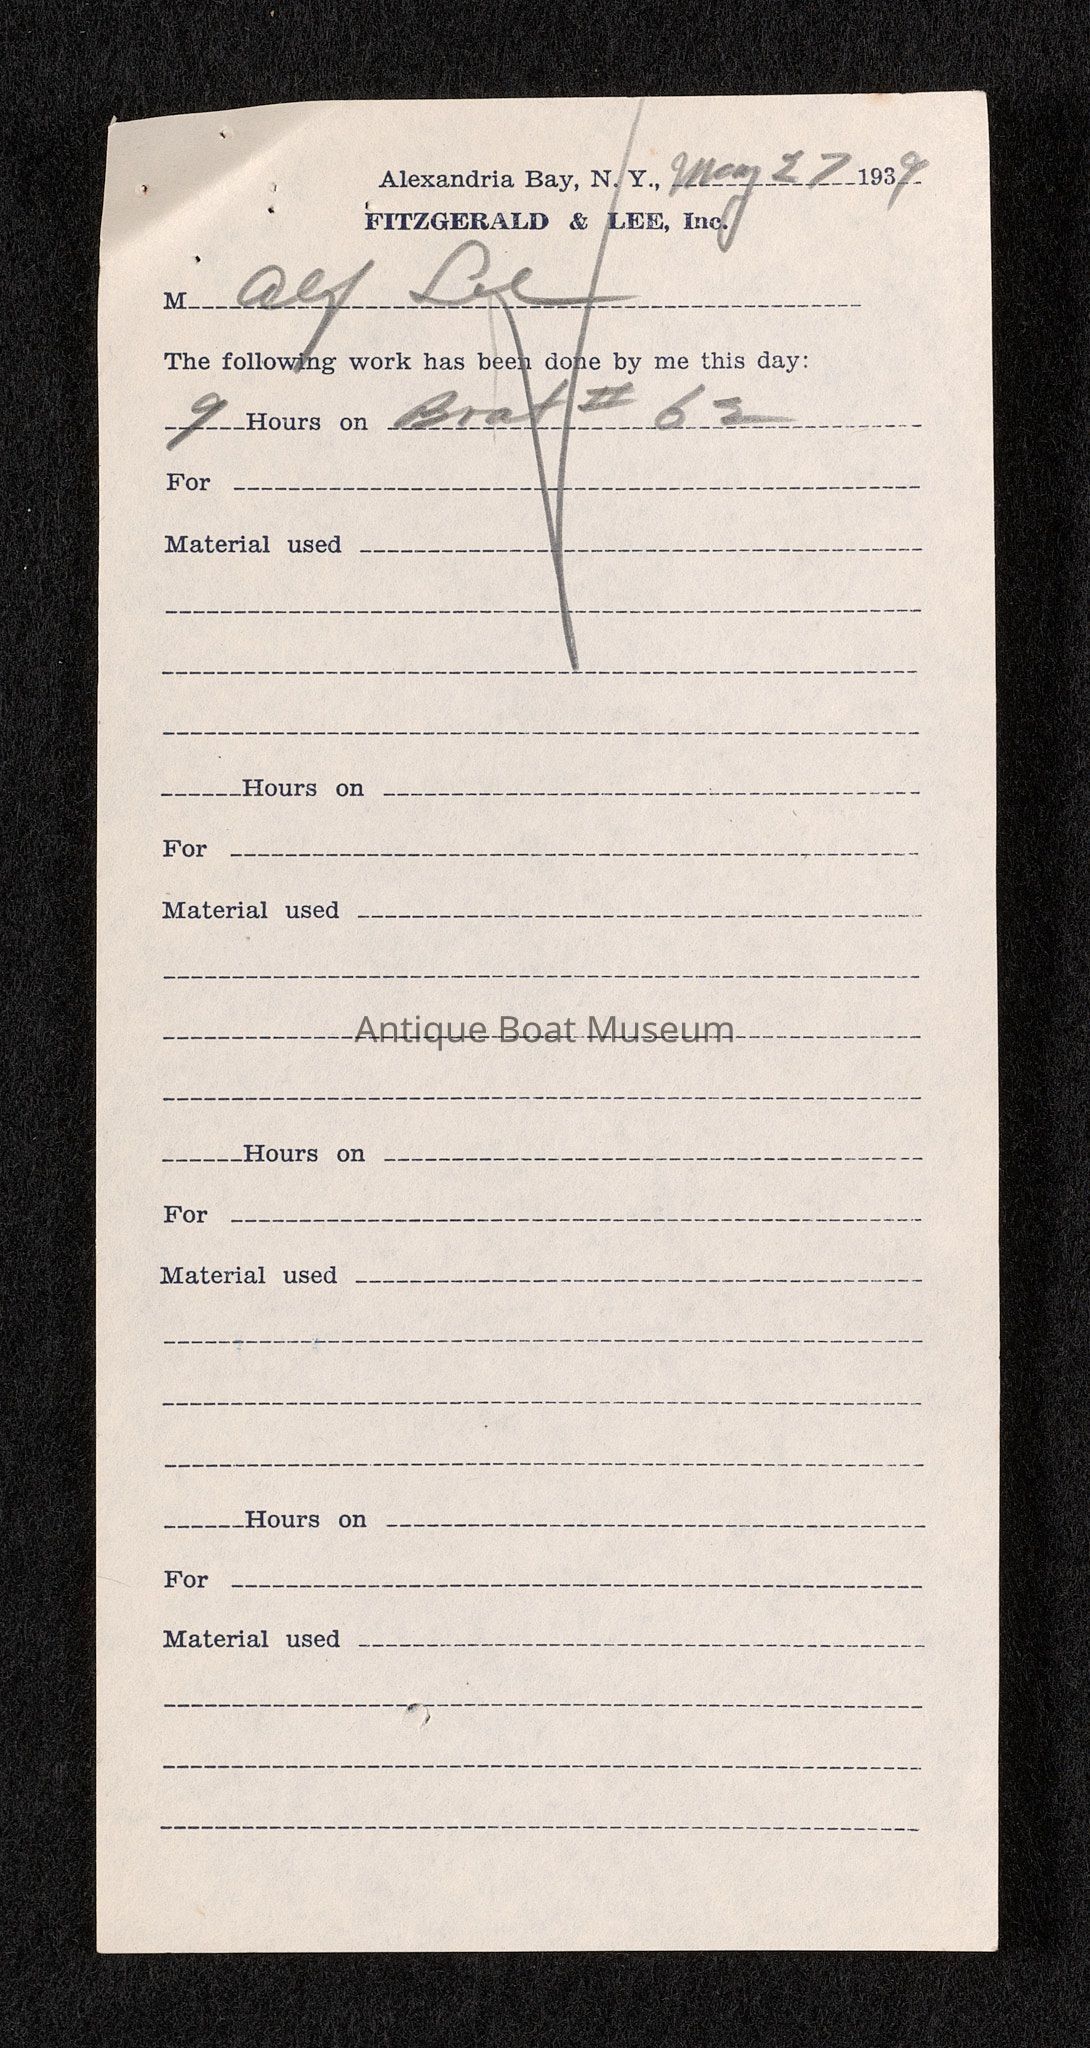 Alexandria Bay, N. Y., May 27 1939
FITZGERALD & LEE, Inc.
M Alf Lee
The following work has been done by me this day:
9 Hours on Boat # 62
For
Material used
Hours on
For
Material used
Antique Boat Museum
Hours on
For
Material used
Hours on
For
Material used